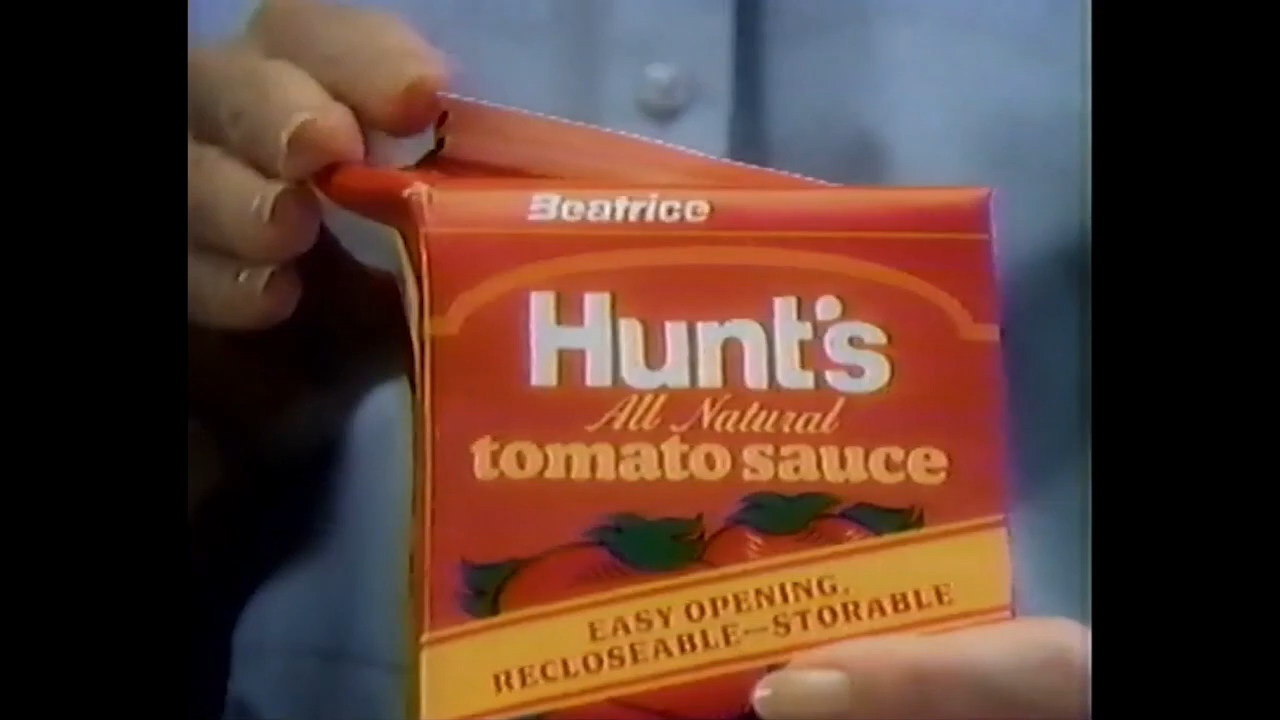 Beatrice
Hunt's
All Natural
tomato sauce
EASY OPENING.
RECLOSEABLE—STORABLE